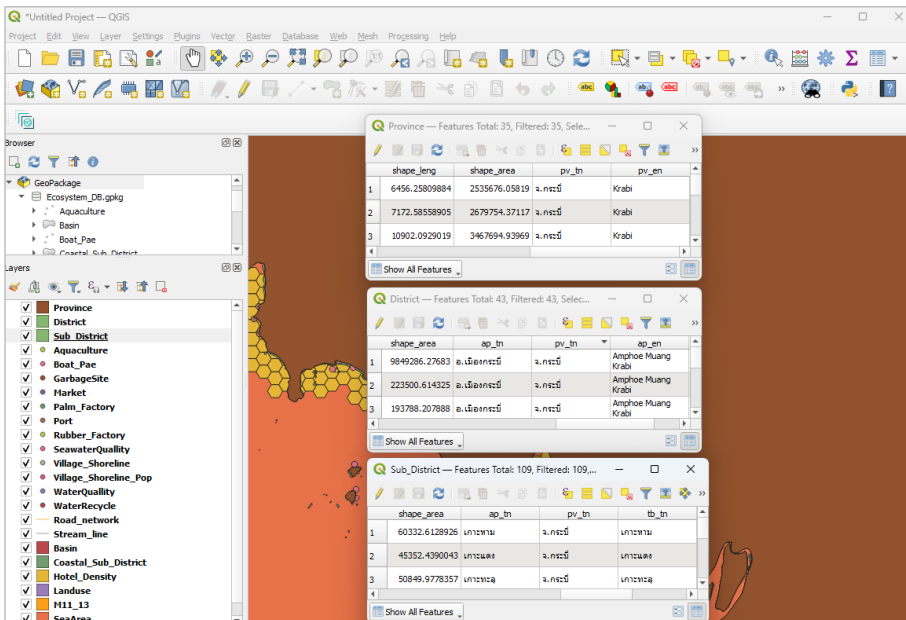 *Untitled Project — QGIS
Project Edit View Layer Settings Plugins Vector Raster Database Web Mesh Processing Help
Browser
GeoPackage
Ecosystem_DB.gpkg
Aquaculture
Basin
Boat_Pae
Coastal_Sub_District
Layers
Province
District
Sub_District
Aquaculture
Boat_Pae
GarbageSite
Market
Palm_Factory
Port
Rubber_Factory
SeawaterQuallity
Village_Shoreline
Village_Shoreline_Pop
WaterQuallity
WaterRecycle
Road_network
Stream_line
Basin
Coastal_Sub_District
Hotel_Density
Landuse
M11_13
SeaArea
Province — Features Total: 35, Filtered: 35, Sele...
shape_leng shape_area pv_tn pv_en
1 6456.25809884 2535676.05819 จ.กระบี่ Krabi
2 7172.58558905 2679754.37117 จ.กระบี่ Krabi
3 10902.0929019 3467694.93969 จ.กระบี่ Krabi
Show All Features
District — Features Total: 43, Filtered: 43, Selec...
shape_area ap_tn pv_tn ap_en
1 9849286.27683 อ.เมืองกระบี่ จ.กระบี่ Amphoe Muang Krabi
2 223500.614325 อ.เมืองกระบี่ จ.กระบี่ Amphoe Muang Krabi
3 193788.207888 อ.เมืองกระบี่ จ.กระบี่ Amphoe Muang Krabi
Show All Features
Sub_District — Features Total: 109, Filtered: 109,...
shape_area ap_tn pv_tn tb_tn
1 60332.6128926 เกาะหาม จ.กระบี่ เกาะหาม
2 45352.4390043 เกาะแดง จ.กระบี่ เกาะแดง
3 50849.9778357 เกาะทะลุ จ.กระบี่ เกาะทะลุ
Show All Features